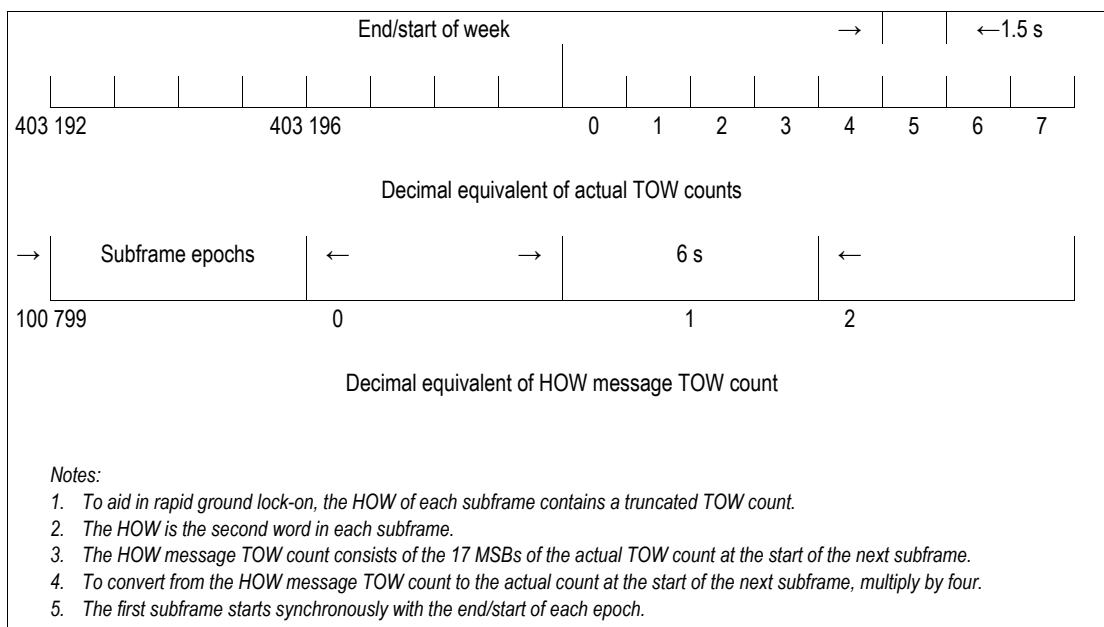 End/start of week → ←1.5 s
403 192 403 196 0 1 2 3 4 5 6 7
Decimal equivalent of actual TOW counts
→ Subframe epochs ← → 6 s ←
100 799 0 1 2
Decimal equivalent of HOW message TOW count
Notes:
1. To aid in rapid ground lock-on, the HOW of each subframe contains a truncated TOW count.
2. The HOW is the second word in each subframe.
3. The HOW message TOW count consists of the 17 MSBs of the actual TOW count at the start of the next subframe.
4. To convert from the HOW message TOW count to the actual count at the start of the next subframe, multiply by four.
5. The first subframe starts synchronously with the end/start of each epoch.